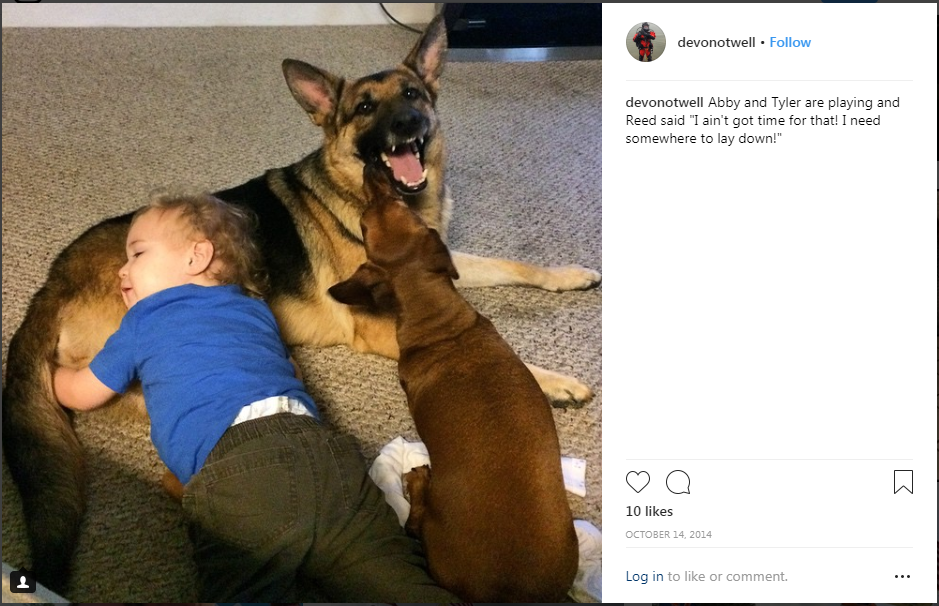 devonotwell • Follow
devonotwell Abby and Tyler are playing and
Reed said "I ain't got time for that! I need
somewhere to lay down!"
10 likes
OCTOBER 14, 2014
Log in to like or comment.